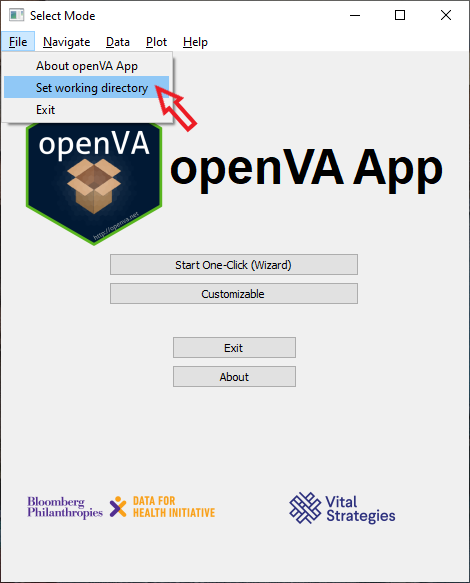 Select Mode
File Navigate Data Plot Help
About openVA App
Set working directory
Exit
openVA
http://openva.net
openVA App
Start One-Click (Wizard)
Customizable
Exit
About
Bloomberg
Philanthropies
DATA FOR
HEALTH INITIATIVE
Vital
Strategies